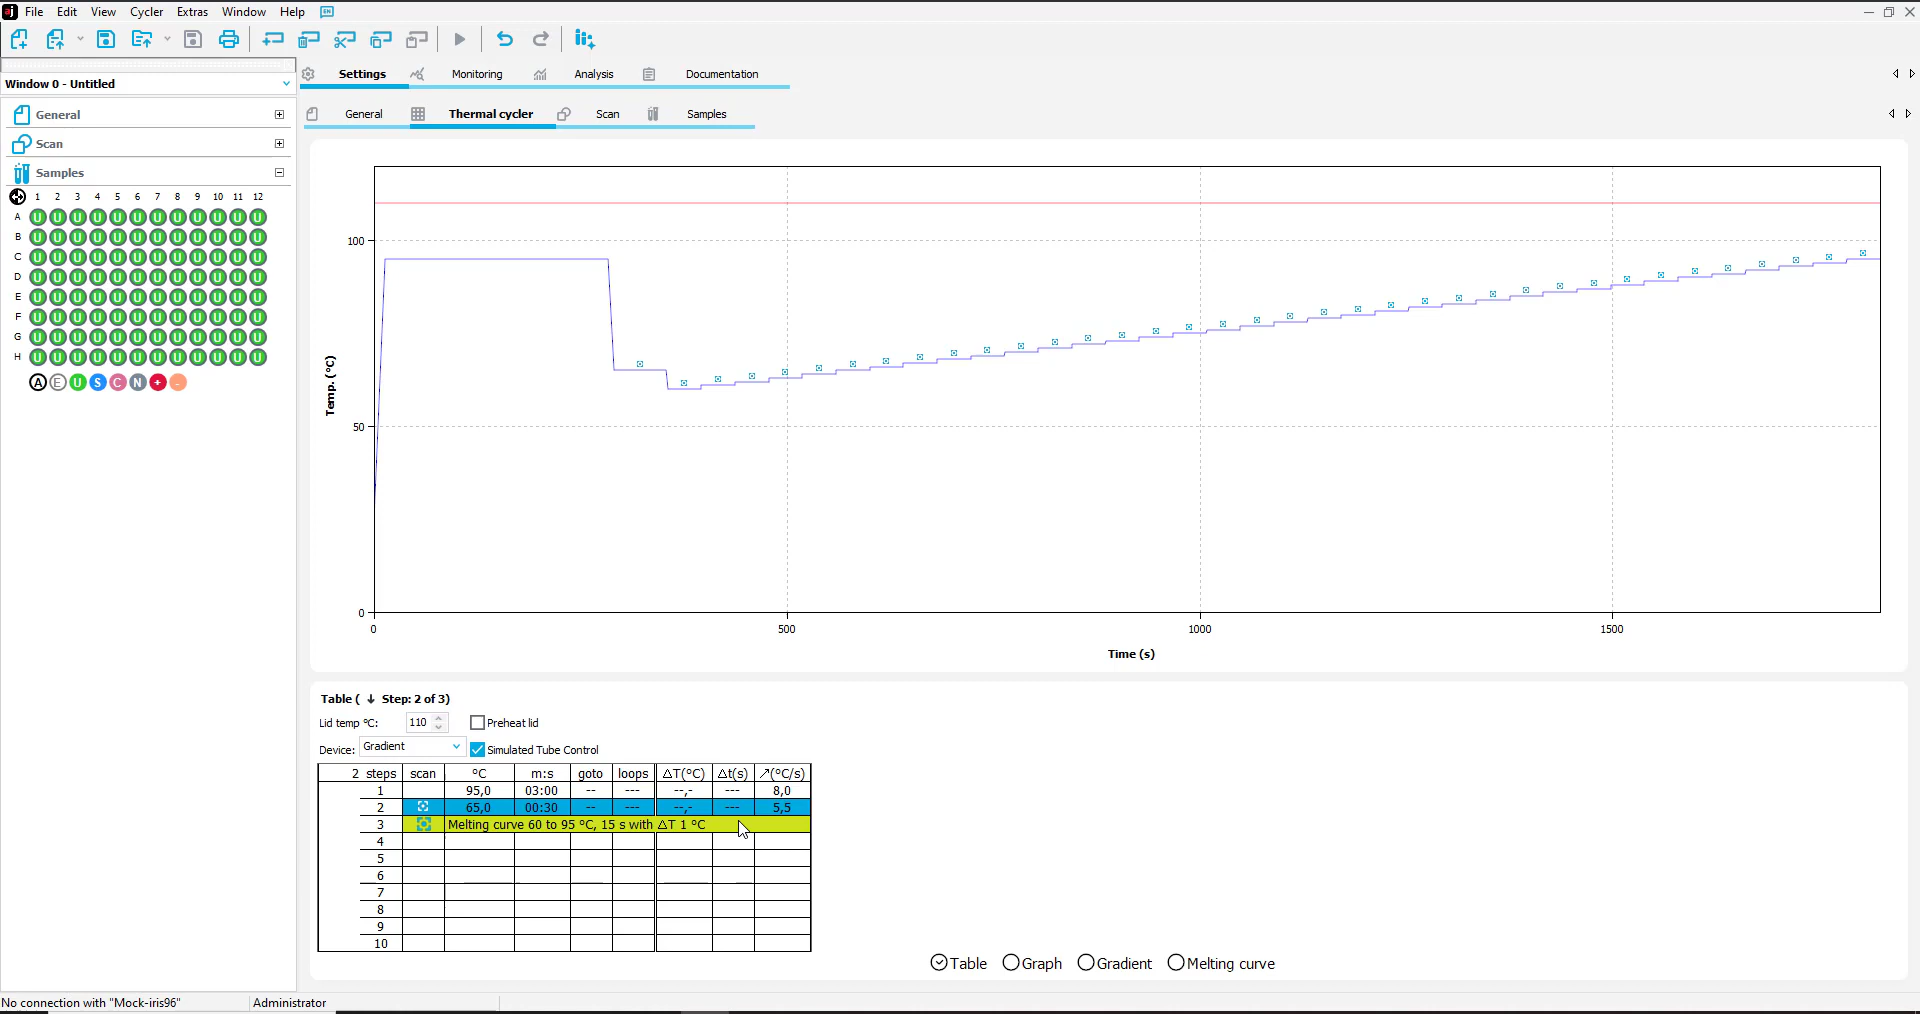 aj File Edit View Cycler Extras Window Help EN
Window 0 - Untitled
Settings Monitoring Analysis Documentation
General Thermal cycler Scan Samples
General
Scan
Samples
1 2 3 4 5 6 7 8 9 10 11 12
A U U U U U U U U U U U U
B U U U U U U U U U U U U
C U U U U U U U U U U U U
D U U U U U U U U U U U U
E U U U U U U U U U U U U
F U U U U U U U U U U U U
G U U U U U U U U U U U U
H U U U U U U U U U U U U
A E U S C N + -
Temp. (°C)
100
50
0
0 500 1000 1500
Time (s)
Table ( ↓ Step: 2 of 3)
Lid temp °C: 110 Preheat lid
Device: Gradient Simulated Tube Control
2 steps scan °C m:s goto loops △T(°C) △t(s) ↗(°C/s)
1 95,0 03:00 -- --- --,- --- 8,0
2 65,0 00:30 -- --- --,- --- 5,5
3 Melting curve 60 to 95 °C, 15 s with △T 1 °C
4
5
6
7
8
9
10
Table Graph Gradient Melting curve
No connection with "Mock-iris96" Administrator